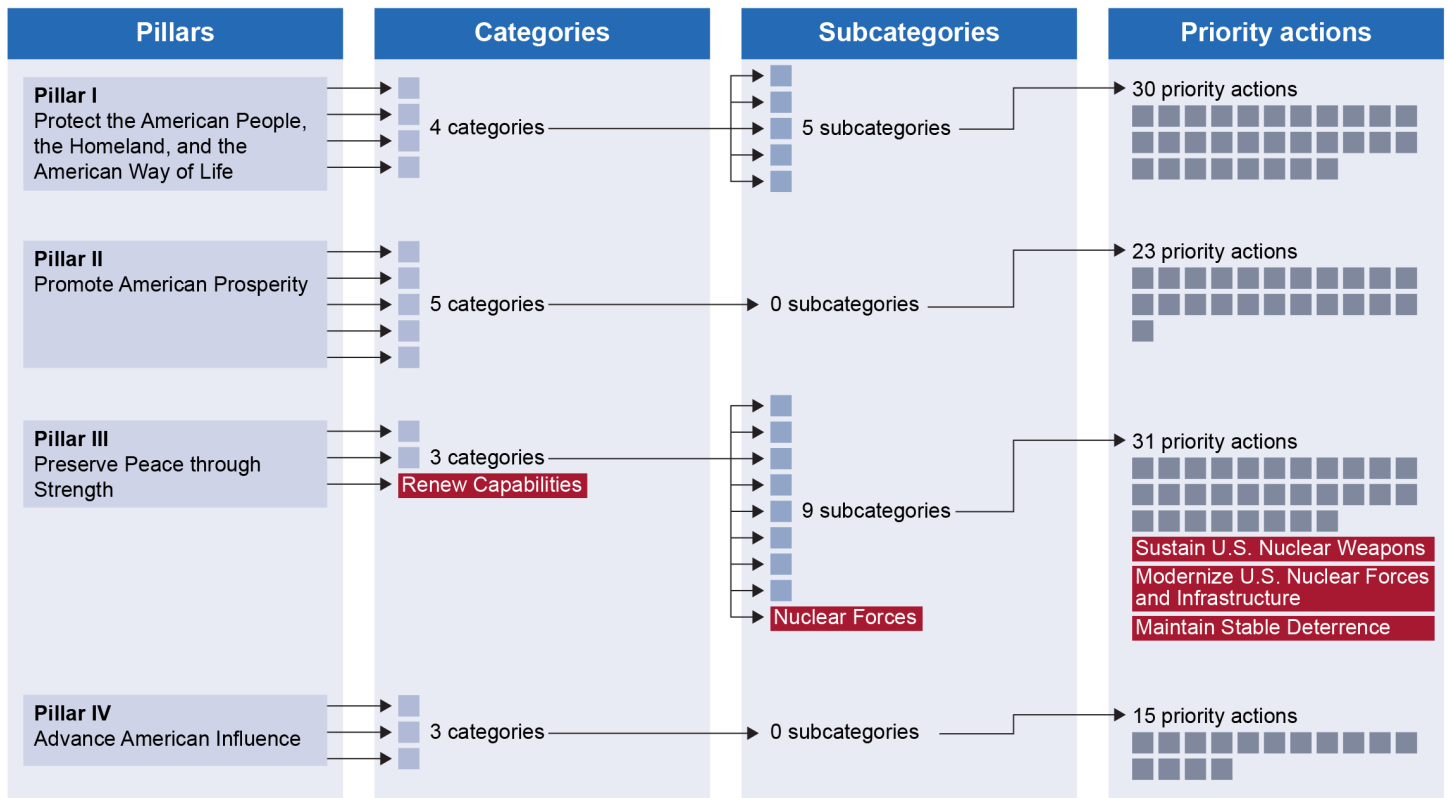 Pillars
Categories
Subcategories
Priority actions
Pillar I
Protect the American People,
the Homeland, and the
American Way of Life
4 categories
5 subcategories
30 priority actions
Pillar II
Promote American Prosperity
5 categories
0 subcategories
23 priority actions
Pillar III
Preserve Peace through
Strength
3 categories
Renew Capabilities
9 subcategories
Nuclear Forces
31 priority actions
Sustain U.S. Nuclear Weapons
Modernize U.S. Nuclear Forces
and Infrastructure
Maintain Stable Deterrence
Pillar IV
Advance American Influence
3 categories
0 subcategories
15 priority actions